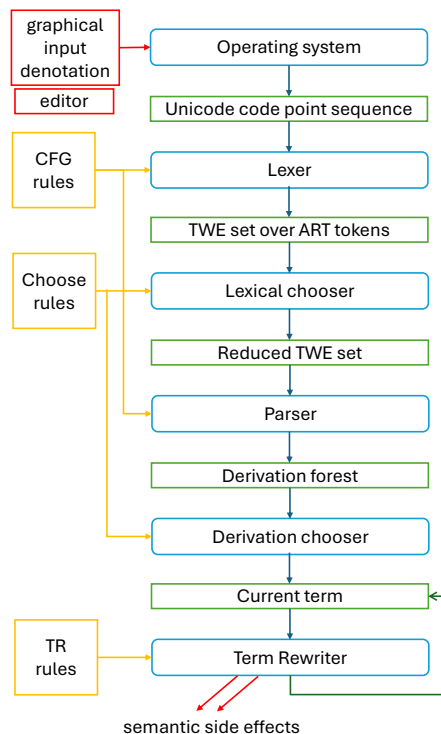 graphical
input
denotation
Operating system
editor
Unicode code point sequence
CFG
rules
Lexer
TWE set over ART tokens
Choose
rules
Lexical chooser
Reduced TWE set
Parser
Derivation forest
Derivation chooser
Current term
TR
rules
Term Rewriter
semantic side effects